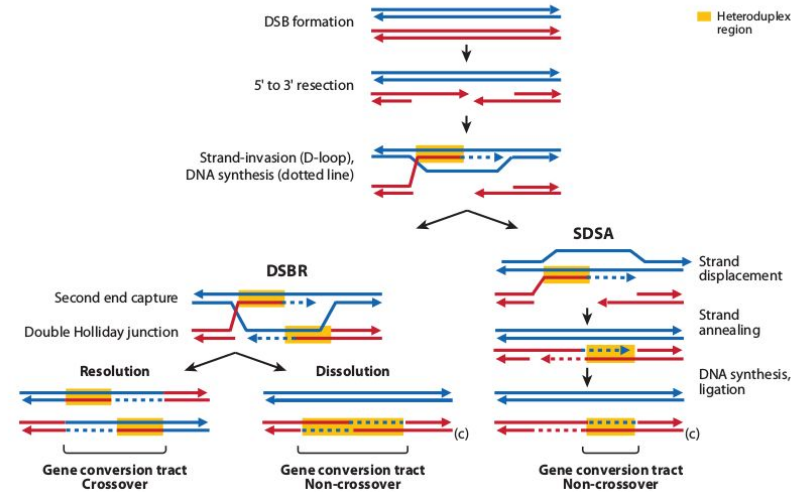 DSB formation
Heteroduplex
region
5' to 3' resection
Strand-invasion (D-loop),
DNA synthesis (dotted line)
SDSA
Strand
displacement
DSBR
Second end capture
Double Holliday junction
Strand
annealing
Resolution
Dissolution
DNA synthesis,
ligation
(c)
(c)
Gene conversion tract
Crossover
Gene conversion tract
Non-crossover
Gene conversion tract
Non-crossover